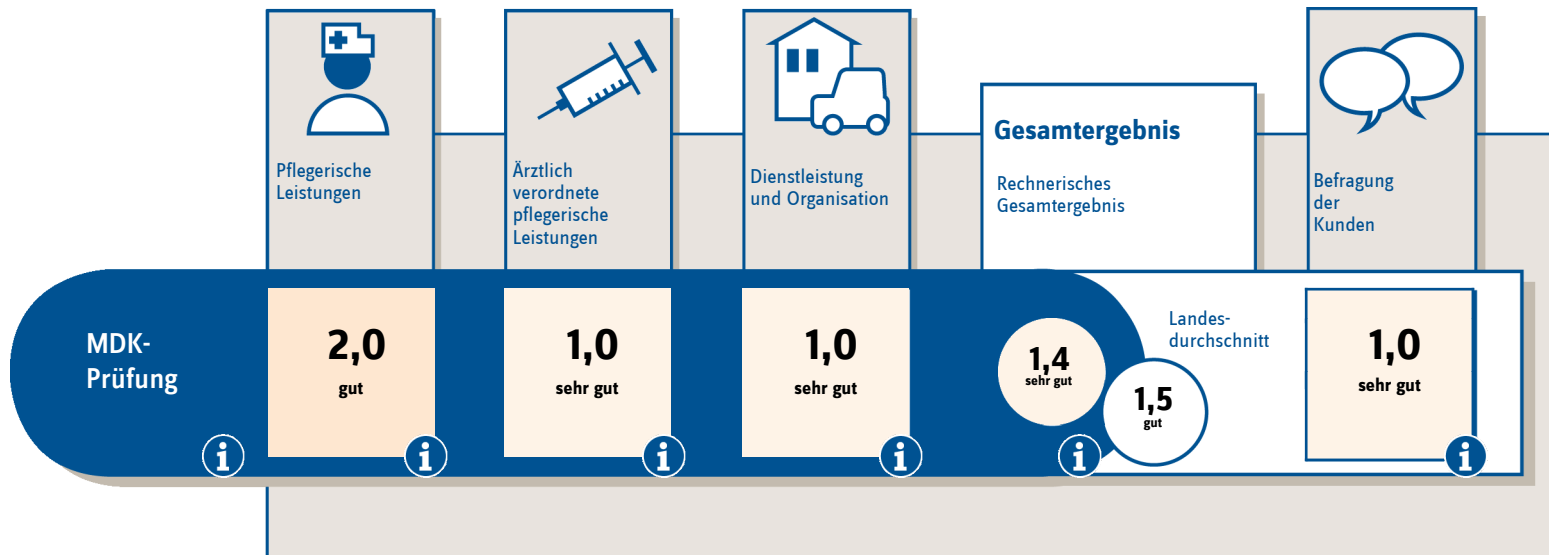 Pflegerische
Leistungen
Ärztlich
verordnete
pflegerische
Leistungen
Dienstleistung
und Organisation
Gesamtergebnis
Rechnerisches
Gesamtergebnis
Befragung
der
Kunden
MDK-
Prüfung
2,0
gut
1,0
sehr gut
1,0
sehr gut
1,4
sehr gut
Landes-
durchschnitt
1,5
gut
1,0
sehr gut
i
i
i
i
i
i